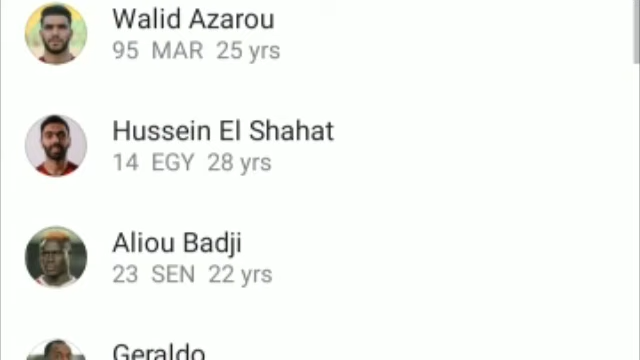 Walid Azarou
95 MAR 25 yrs
Hussein El Shahat
14 EGY 28 yrs
Aliou Badji
23 SEN 22 yrs
Geraldo